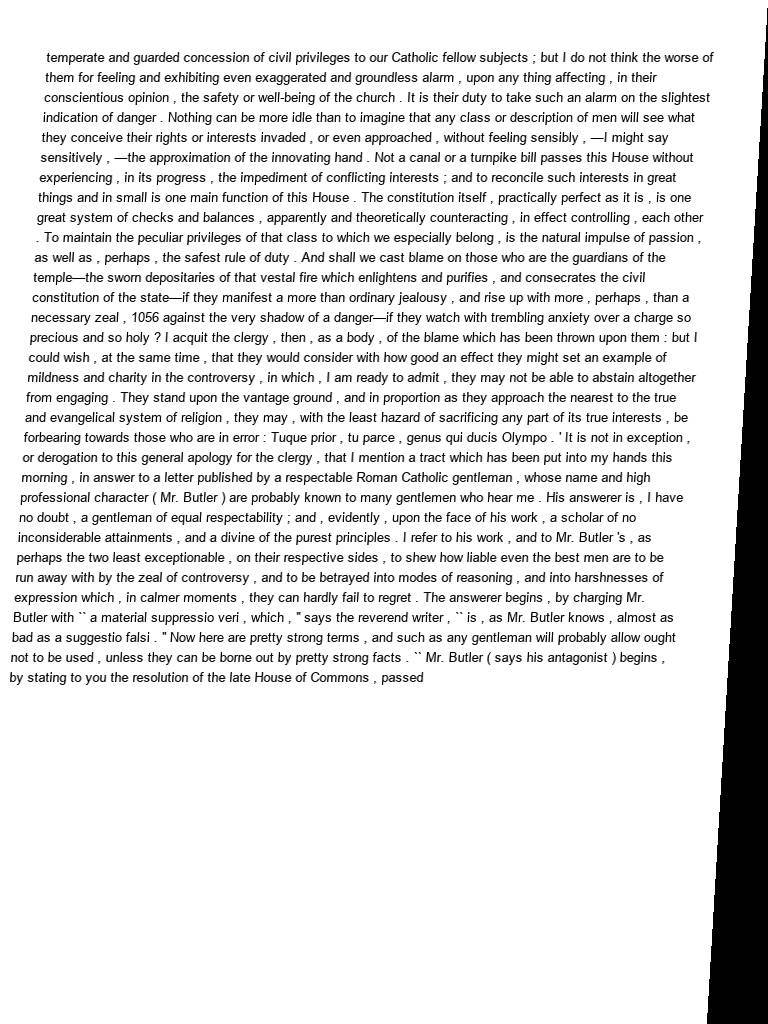 temperate and guarded concession of civil privileges to our Catholic fellow subjects ; but I do not think the worse of
them for feeling and exhibiting even exaggerated and groundless alarm , upon any thing affecting , in their
conscientious opinion , the safety or well-being of the church . It is their duty to take such an alarm on the slightest
indication of danger . Nothing can be more idle than to imagine that any class or description of men will see what
they conceive their rights or interests invaded , or even approached , without feeling sensibly , —I might say
sensitively , —the approximation of the innovating hand . Not a canal or a turnpike bill passes this House without
experiencing , in its progress , the impediment of conflicting interests ; and to reconcile such interests in great
things and in small is one main function of this House . The constitution itself , practically perfect as it is , is one
great system of checks and balances , apparently and theoretically counteracting , in effect controlling , each other
. To maintain the peculiar privileges of that class to which we especially belong , is the natural impulse of passion ,
as well as , perhaps , the safest rule of duty . And shall we cast blame on those who are the guardians of the
temple—the sworn depositaries of that vestal fire which enlightens and purifies , and consecrates the civil
constitution of the state—if they manifest a more than ordinary jealousy , and rise up with more , perhaps , than a
necessary zeal , 1056 against the very shadow of a danger—if they watch with trembling anxiety over a charge so
precious and so holy ? I acquit the clergy , then , as a body , of the blame which has been thrown upon them : but I
could wish , at the same time , that they would consider with how good an effect they might set an example of
mildness and charity in the controversy , in which , I am ready to admit , they may not be able to abstain altogether
from engaging . They stand upon the vantage ground , and in proportion as they approach the nearest to the true
and evangelical system of religion , they may , with the least hazard of sacrificing any part of its true interests , be
forbearing towards those who are in error : Tuque prior , tu parce , genus qui ducis Olympo . ' It is not in exception ,
or derogation to this general apology for the clergy , that I mention a tract which has been put into my hands this
morning , in answer to a letter published by a respectable Roman Catholic gentleman , whose name and high
professional character ( Mr. Butler ) are probably known to many gentlemen who hear me . His answerer is , I have
no doubt , a gentleman of equal respectability ; and , evidently , upon the face of his work , a scholar of no
inconsiderable attainments , and a divine of the purest principles . I refer to his work , and to Mr. Butler 's , as
perhaps the two least exceptionable , on their respective sides , to shew how liable even the best men are to be
run away with by the zeal of controversy , and to be betrayed into modes of reasoning , and into harshnesses of
expression which , in calmer moments , they can hardly fail to regret . The answerer begins , by charging Mr.
Butler with `` a material suppressio veri , which , '' says the reverend writer , `` is , as Mr. Butler knows , almost as
bad as a suggestio falsi . '' Now here are pretty strong terms , and such as any gentleman will probably allow ought
not to be used , unless they can be borne out by pretty strong facts . `` Mr. Butler ( says his antagonist ) begins ,
by stating to you the resolution of the late House of Commons , passed